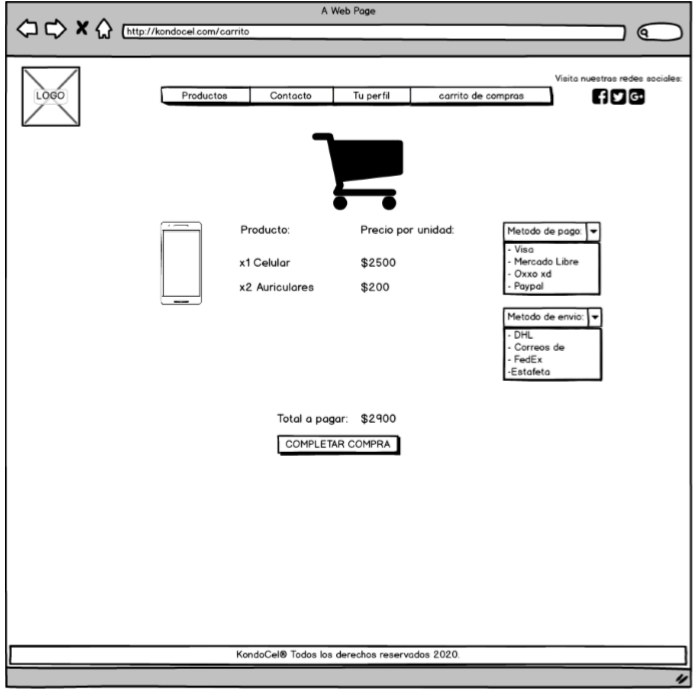 A Web Page
http://kondocel.com/carrito
Visita nuestras redes sociales:
LOGO
Productos Contacto Tu perfil carrito de compras
Producto: Precio por unidad: Metodo de pago:
- Visa
- Mercado Libre
- Oxxo xd
- Paypal
x1 Celular $2500
x2 Auriculares $200
Metodo de envio:
- DHL
- Correos de
- FedEx
-Estafeta
Total a pagar: $2900
COMPLETAR COMPRA
KondoCel® Todos los derechos reservados 2020.